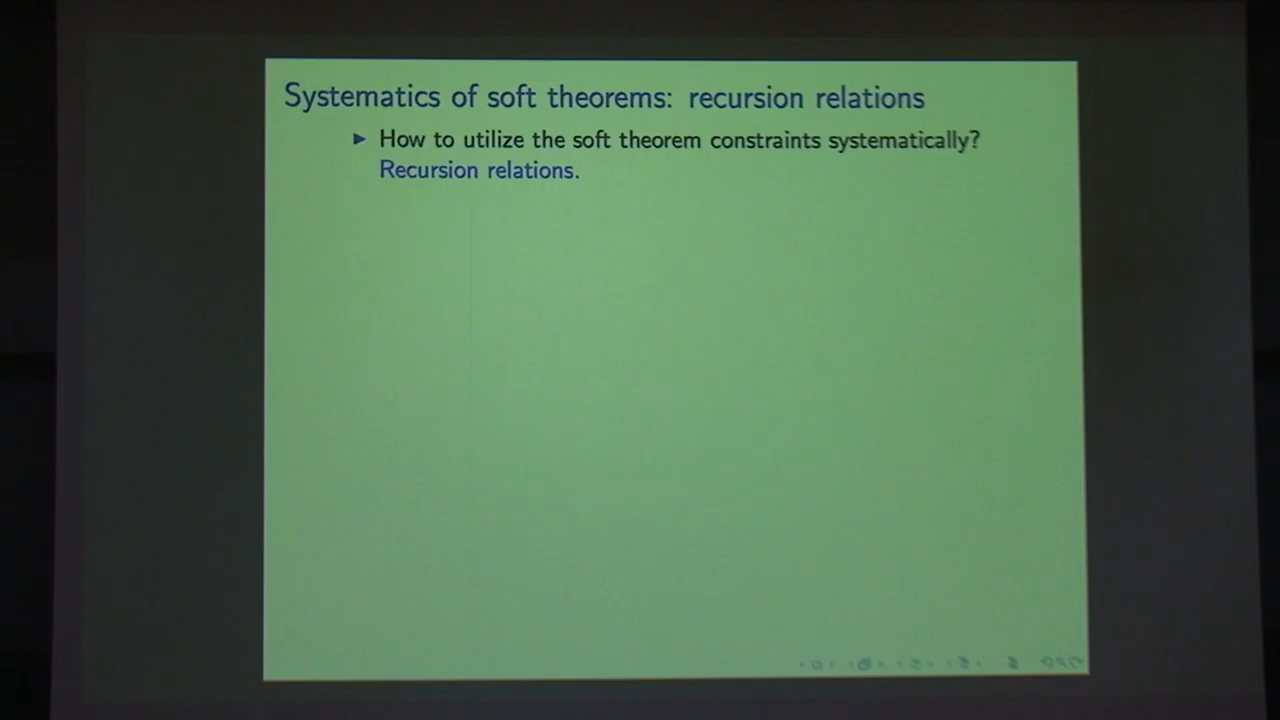 Systematics of soft theorems: recursion relations
► How to utilize the soft theorem constraints systematically?
Recursion relations.